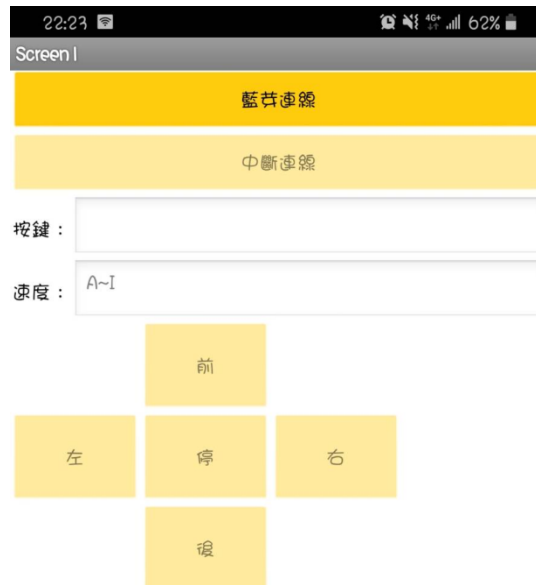 22:23 4G+ 62%
Screen1
藍芽連線
中斷連線
按鍵：
速度： A~I
前
左 停 右
後